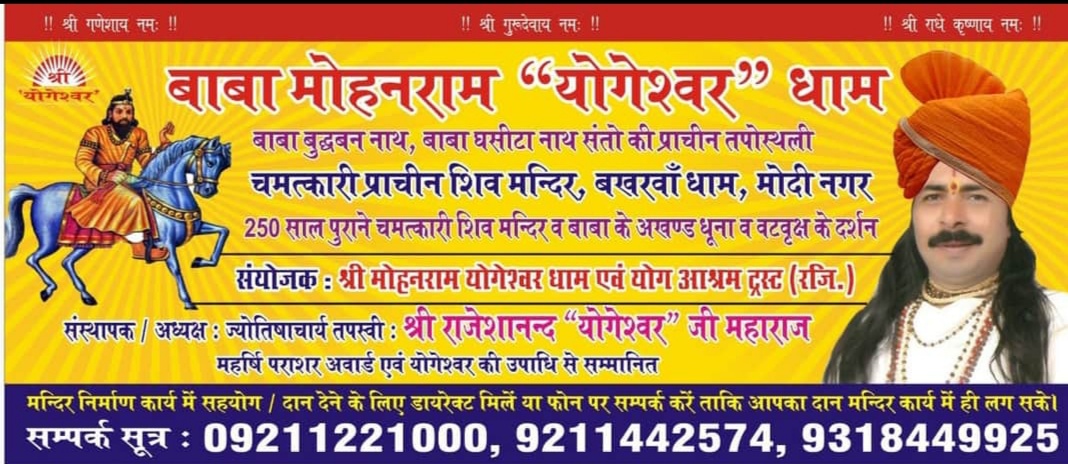 !! श्री गणेशाय नमः !! !! श्री गुरूदेवाय नमः !! !! श्री राधे कृष्णाय नमः !!
श्री
'योगेश्वर'
बाबा मोहनराम “योगेश्वर” धाम
बाबा बुद्धबन नाथ, बाबा घसीटा नाथ संतो की प्राचीन तपोस्थली
चमत्कारी प्राचीन शिव मन्दिर, बखरवाँ धाम, मोदी नगर
250 साल पुराने चमत्कारी शिव मन्दिर व बाबा के अखण्ड धूना व वटवृक्ष के दर्शन
संयोजक : श्री मोहनराम योगेश्वर धाम एवं योग आश्रम ट्रस्ट (रजि.)
संस्थापक / अध्यक्ष : ज्योतिषाचार्य तपस्वी : श्री राजेशानन्द “योगेश्वर” जी महाराज
महर्षि पराशर अवार्ड एवं योगेश्वर की उपाधि से सम्मानित
मन्दिर निर्माण कार्य में सहयोग / दान देने के लिए डायरेक्ट मिलें या फोन पर सम्पर्क करें ताकि आपका दान मन्दिर कार्य में ही लग सके।
सम्पर्क सूत्र : 09211221000, 9211442574, 9318449925